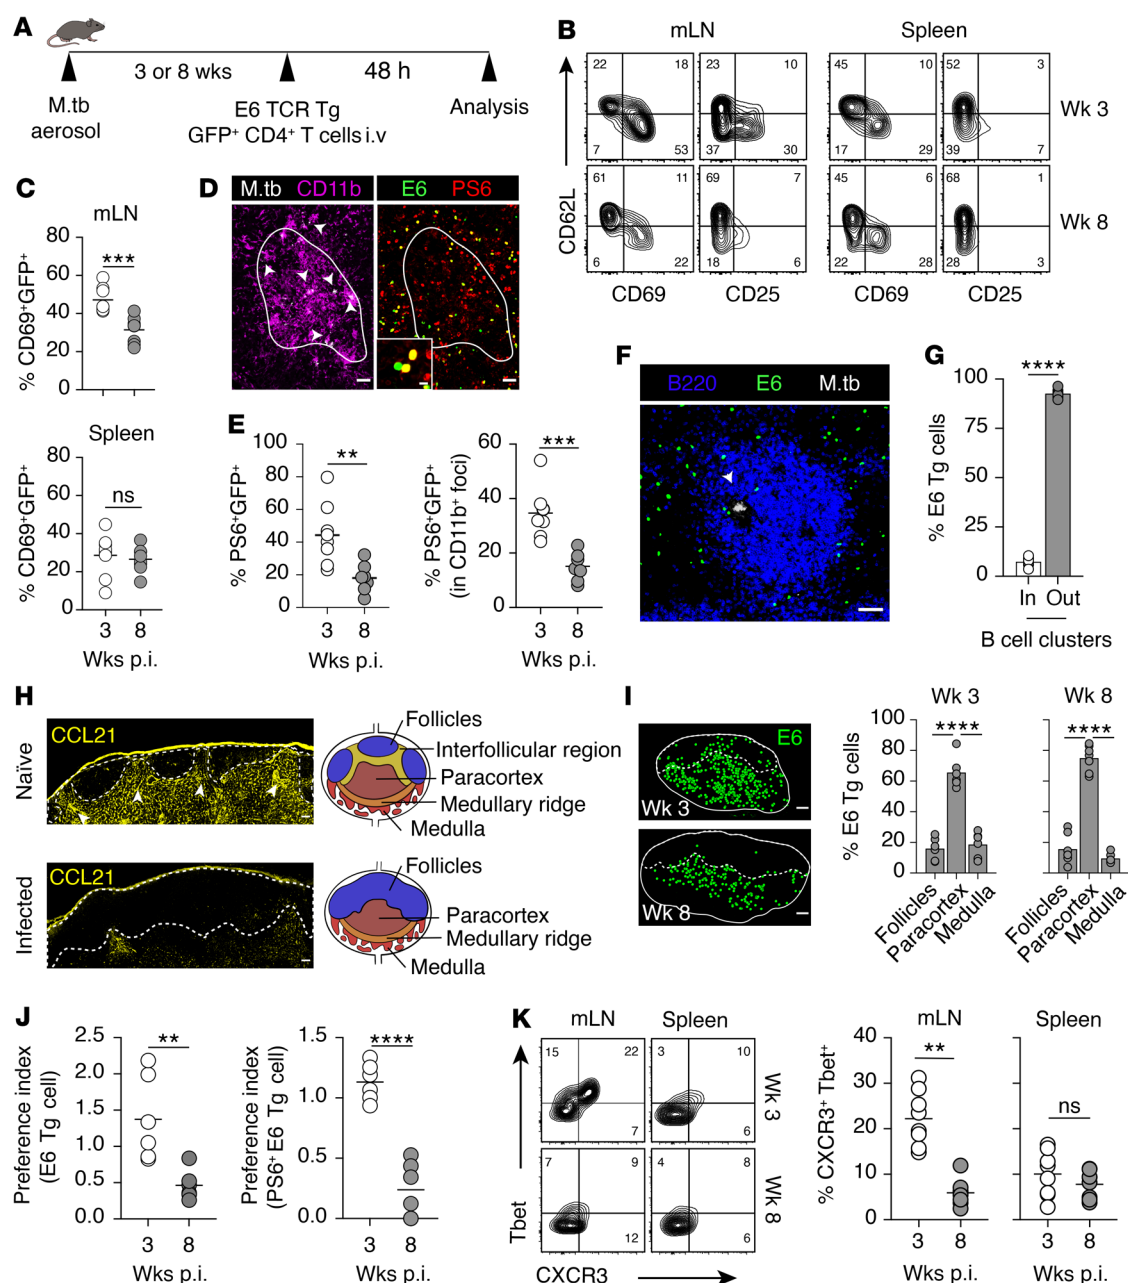 A
3 or 8 wks
48 h
M.tb
aerosol
E6 TCR Tg
GFP⁺ CD4⁺ T cells i.v
Analysis
B
mLN
Spleen
22 18
7 53
23 10
37 30
45 10
17 29
52 3
39 7
Wk 3
61 11
6 22
69 7
18 6
45 6
22 28
68 1
28 3
Wk 8
CD62L
CD69
CD25
CD69
CD25
C
mLN
% CD69⁺GFP⁺
80
60
40
20
0
***
Spleen
% CD69⁺GFP⁺
80
60
40
20
0
ns
3 8
Wks p.i.
D
M.tb CD11b
E6 PS6
E
% PS6⁺GFP⁺
100
80
60
40
20
0
**
3 8
Wks p.i.
% PS6⁺GFP⁺
(in CD11b⁺ foci)
60
40
20
0
***
3 8
Wks p.i.
F
B220 E6 M.tb
G
% E6 Tg cells
100
75
50
25
0
****
In Out
B cell clusters
H
Naïve
CCL21
Follicles
Interfollicular region
Paracortex
Medullary ridge
Medulla
Infected
CCL21
Follicles
Paracortex
Medullary ridge
Medulla
I
E6
Wk 3
Wk 8
Wk 3
% E6 Tg cells
100
80
60
40
20
0
**** **
Follicles
Paracortex
Medulla
Wk 8
****
Follicles
Paracortex
Medulla
J
Preference index
(E6 Tg cell)
2.5
2.0
1.5
1.0
0.5
0.0
**
3 8
Wks p.i.
Preference index
(PS6⁺ E6 Tg cell)
1.5
1.0
0.5
0.0
****
3 8
Wks p.i.
K
mLN
Spleen
15 22
7
3 10
6
Wk 3
7 9
12
4 8
6
Wk 8
Tbet
CXCR3
mLN
% CXCR3⁺ Tbet⁺
40
30
20
10
0
**
3 8
Wks p.i.
Spleen
ns
3 8
Wks p.i.